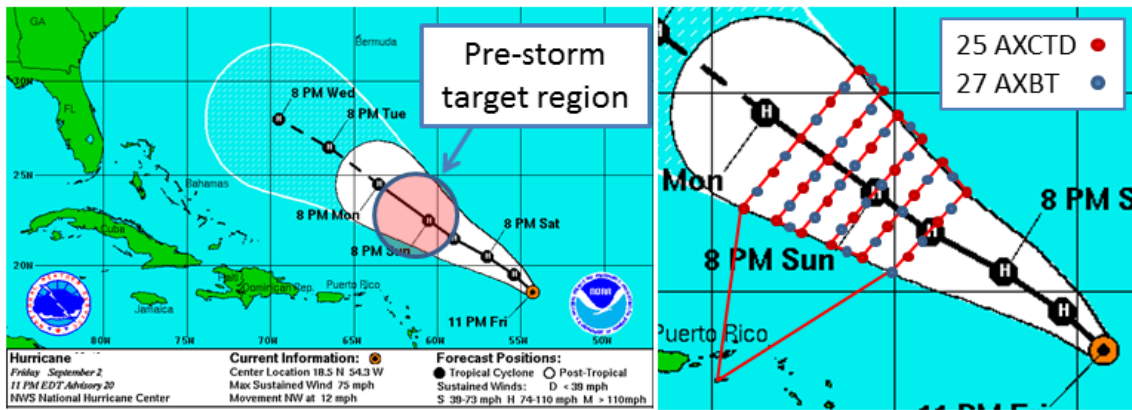 GA
Bermuda
Pre-storm
target region
30N
FL
8 PM Wed
8 PM Tue
25N
Bahamas
8 PM Mon
8 PM Sat
Cuba
8 PM Sun
20N
Haiti
Dominican Rep.
Puerto Rico
Jamaica
11 PM Fri
NOAA
80W
75W
70W
65W
60W
55W
50W
Hurricane
Friday September 2
11 PM EDT Advisory 20
NWS National Hurricane Center
Current Information:
Center Location 18.5 N 54.3 W
Max Sustained Wind 75 mph
Movement NW at 12 mph
Forecast Positions:
Tropical Cyclone Post-Tropical
Sustained Winds: D < 39 mph
S 39-73 mph H 74-110 mph M > 110mph
25 AXCTD
27 AXBT
H
Mon
H
8 PM S
H
8 PM Sun
H
H
Puerto Rico
H
11 PM Fri